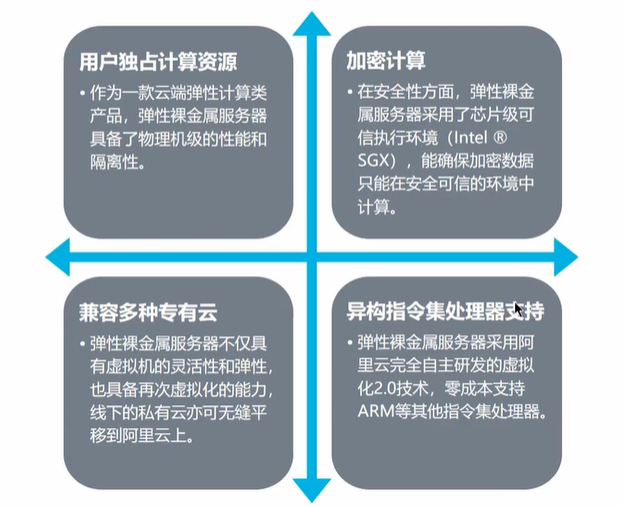 用户独占计算资源
• 作为一款云端弹性计算类
产品，弹性裸金属服务器
具备了物理机级的性能和
隔离性。
加密计算
• 在安全性方面，弹性裸金
属服务器采用了芯片级可
信执行环境（Intel ®
SGX），能确保加密数据
只能在安全可信的环境中
计算。
兼容多种专有云
• 弹性裸金属服务器不仅具
有虚拟机的灵活性和弹性，
也具备再次虚拟化的能力，
线下的私有云亦可无缝平
移到阿里云上。
异构指令集处理器支持
• 弹性裸金属服务器采用阿
里云完全自主研发的虚拟
化2.0技术，零成本支持
ARM等其他指令集处理器。